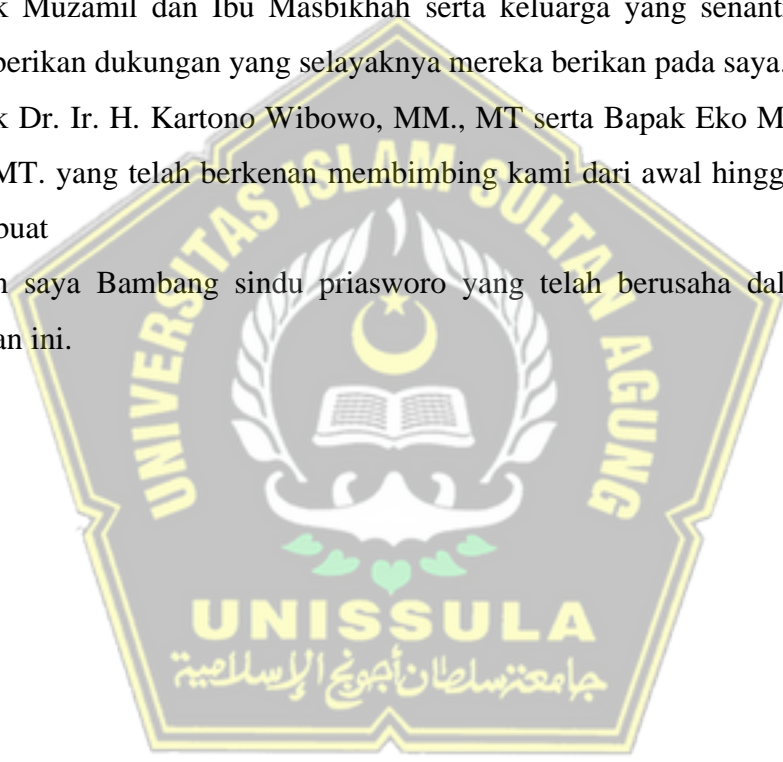 k Muzamil dan Ibu Masbikhah serta keluarga yang senant
berikan dukungan yang selayaknya mereka berikan pada saya.
k Dr. Ir. H. Kartono Wibowo, MM., MT serta Bapak Eko M
MT. yang telah berkenan membimbing kami dari awal hingg
buat
n saya Bambang sindu priasworo yang telah berusaha dal
an ini.
UNIVERSITAS ISLAM SULTAN AGUNG
UNISSULA
جامعة سلطان أجونج الإسلامية